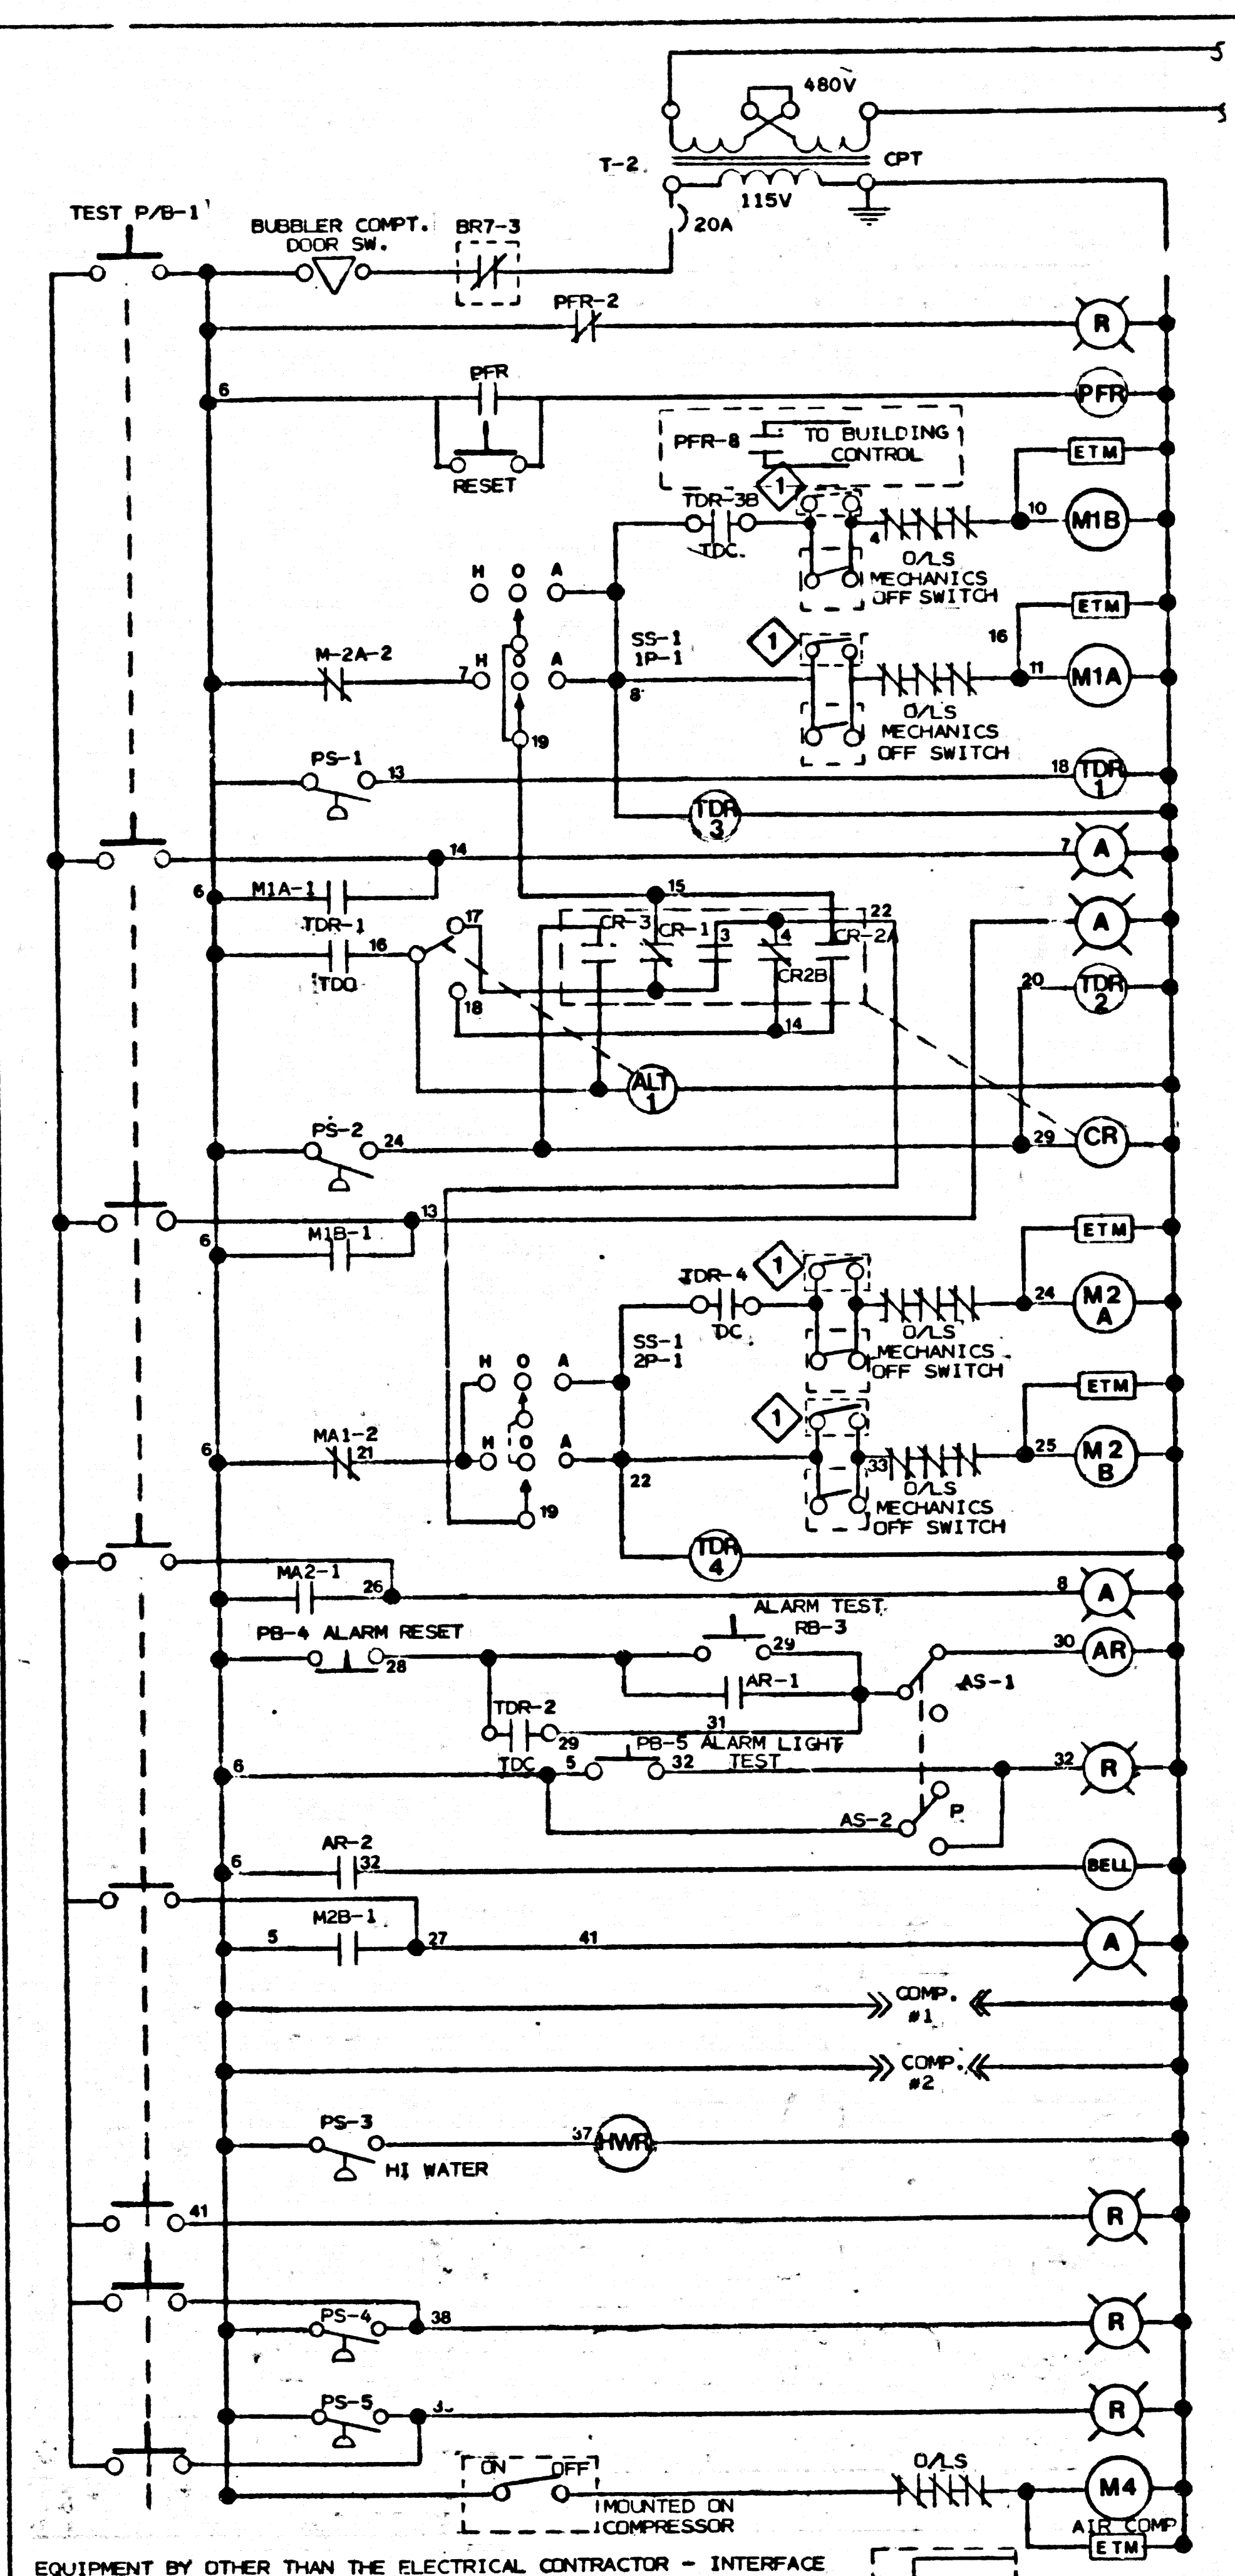 480V
T-2
CPT
115V
20A
TEST P/B-1
BUBBLER COMPT.
DOOR SW.
BR7-3
PFR-2
R
6
PFR
PFR
RESET
PFR-8
TO BUILDING
CONTROL
ETM
1
TDR-3B
TDC
10
M1B
4
O/LS
MECHANICS
OFF SWITCH
H O A
ETM
SS-1
1P-1
1
16
M-2A-2
7
H O A
8
11
M1A
O/LS
MECHANICS
OFF SWITCH
19
PS-1
13
18
TDR
1
TDR
3
14
7
A
6
M1A-1
15
TDR-1
16
TDO
17
CR-3
CR-1
3
4
22
CR-2A
CR2B
A
18
20
TDR
2
14
ALT
1
PS-2
24
29
CR
13
6
M1B-1
ETM
TDR-4
1
DC
24
M2
A
O/LS
MECHANICS
OFF SWITCH
SS-1
2P-1
H O A
ETM
1
6
MA1-2
21
H O A
22
33
25
M2
B
O/LS
MECHANICS
OFF SWITCH
19
TDR
4
MA2-1
26
8
A
ALARM TEST
RB-3
PB-4 ALARM RESET
28
29
30
AR
AR-1
AS-1
TDR-2
31
29
TDC
PB-5 ALARM LIGHT
TEST
6
5
32
32
R
AS-2
P
AR-2
6
32
BELL
M2B-1
5
27
41
A
COMP.
#1
COMP.
#2
PS-3
37
HWR
HI WATER
41
R
PS-4
38
R
PS-5
R
ON OFF
O/LS
M4
MOUNTED ON
COMPRESSOR
AIR COMP
ETM
EQUIPMENT BY OTHER THAN THE ELECTRICAL CONTRACTOR - INTERFACE